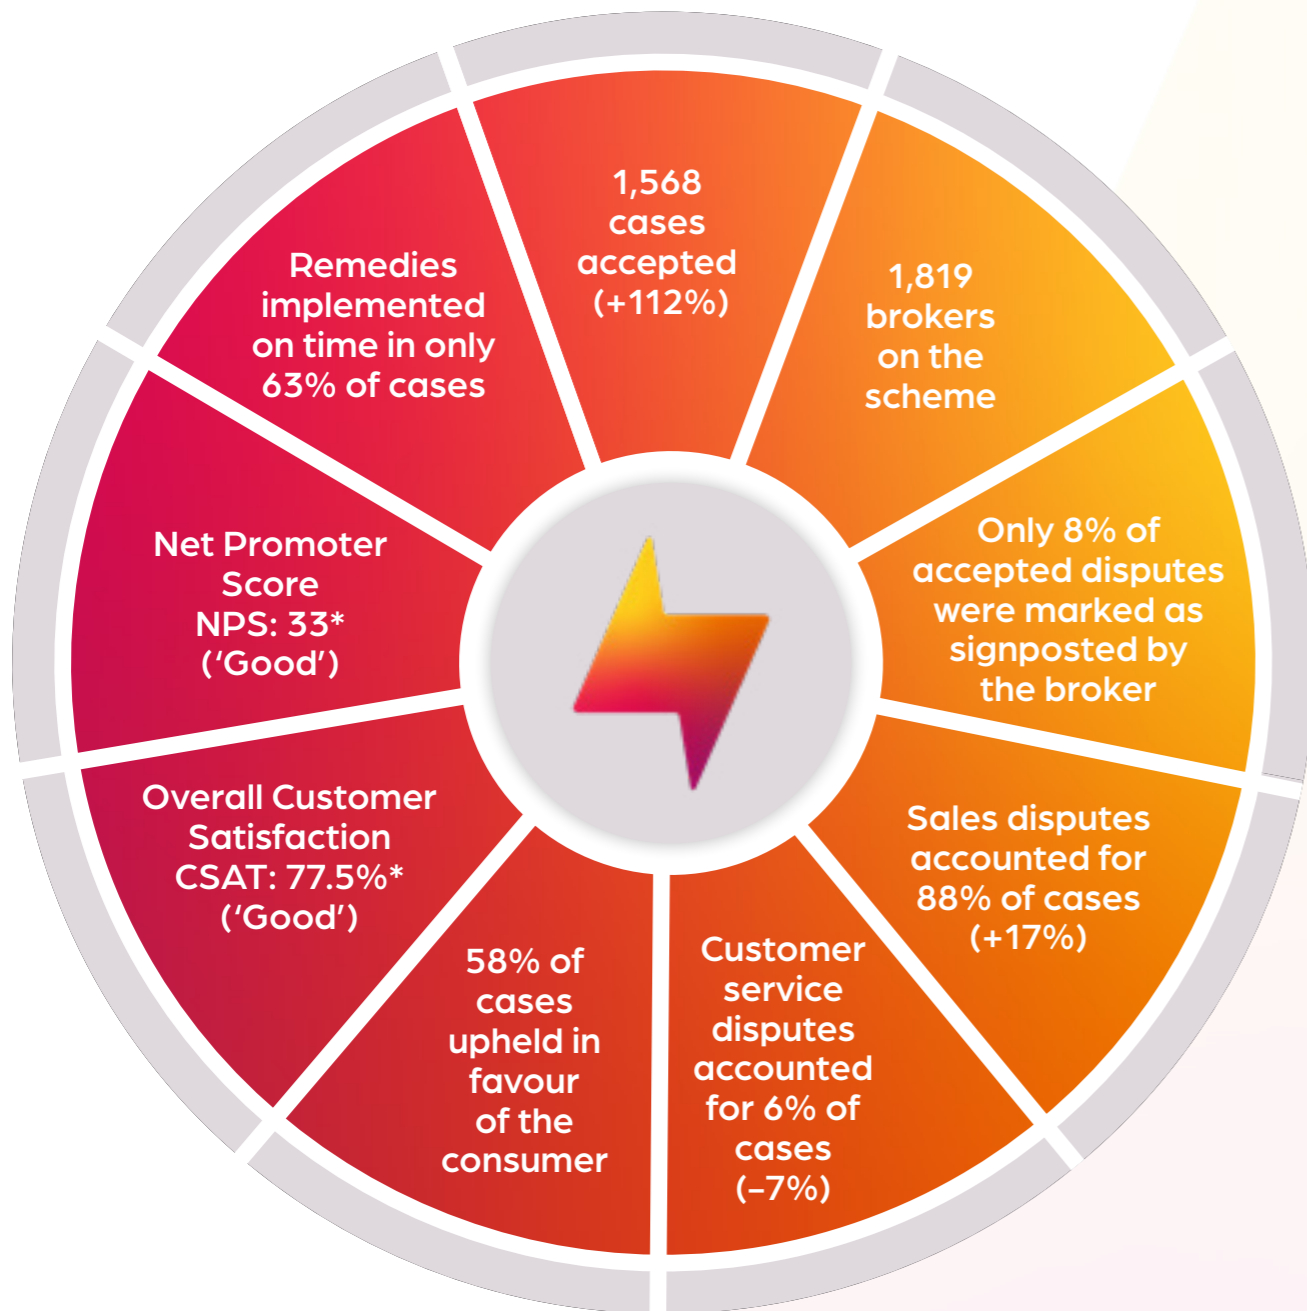 1,568
cases
accepted
(+112%)
1,819
brokers
on the
scheme
Only 8% of
accepted disputes
were marked as
signposted by
the broker
Sales disputes
accounted for
88% of cases
(+17%)
Customer
service
disputes
accounted
for 6% of
cases
(-7%)
58% of
cases
upheld in
favour
of the
consumer
Overall Customer
Satisfaction
CSAT: 77.5%*
(‘Good’)
Net Promoter
Score
NPS: 33*
(‘Good’)
Remedies
implemented
on time in only
63% of cases